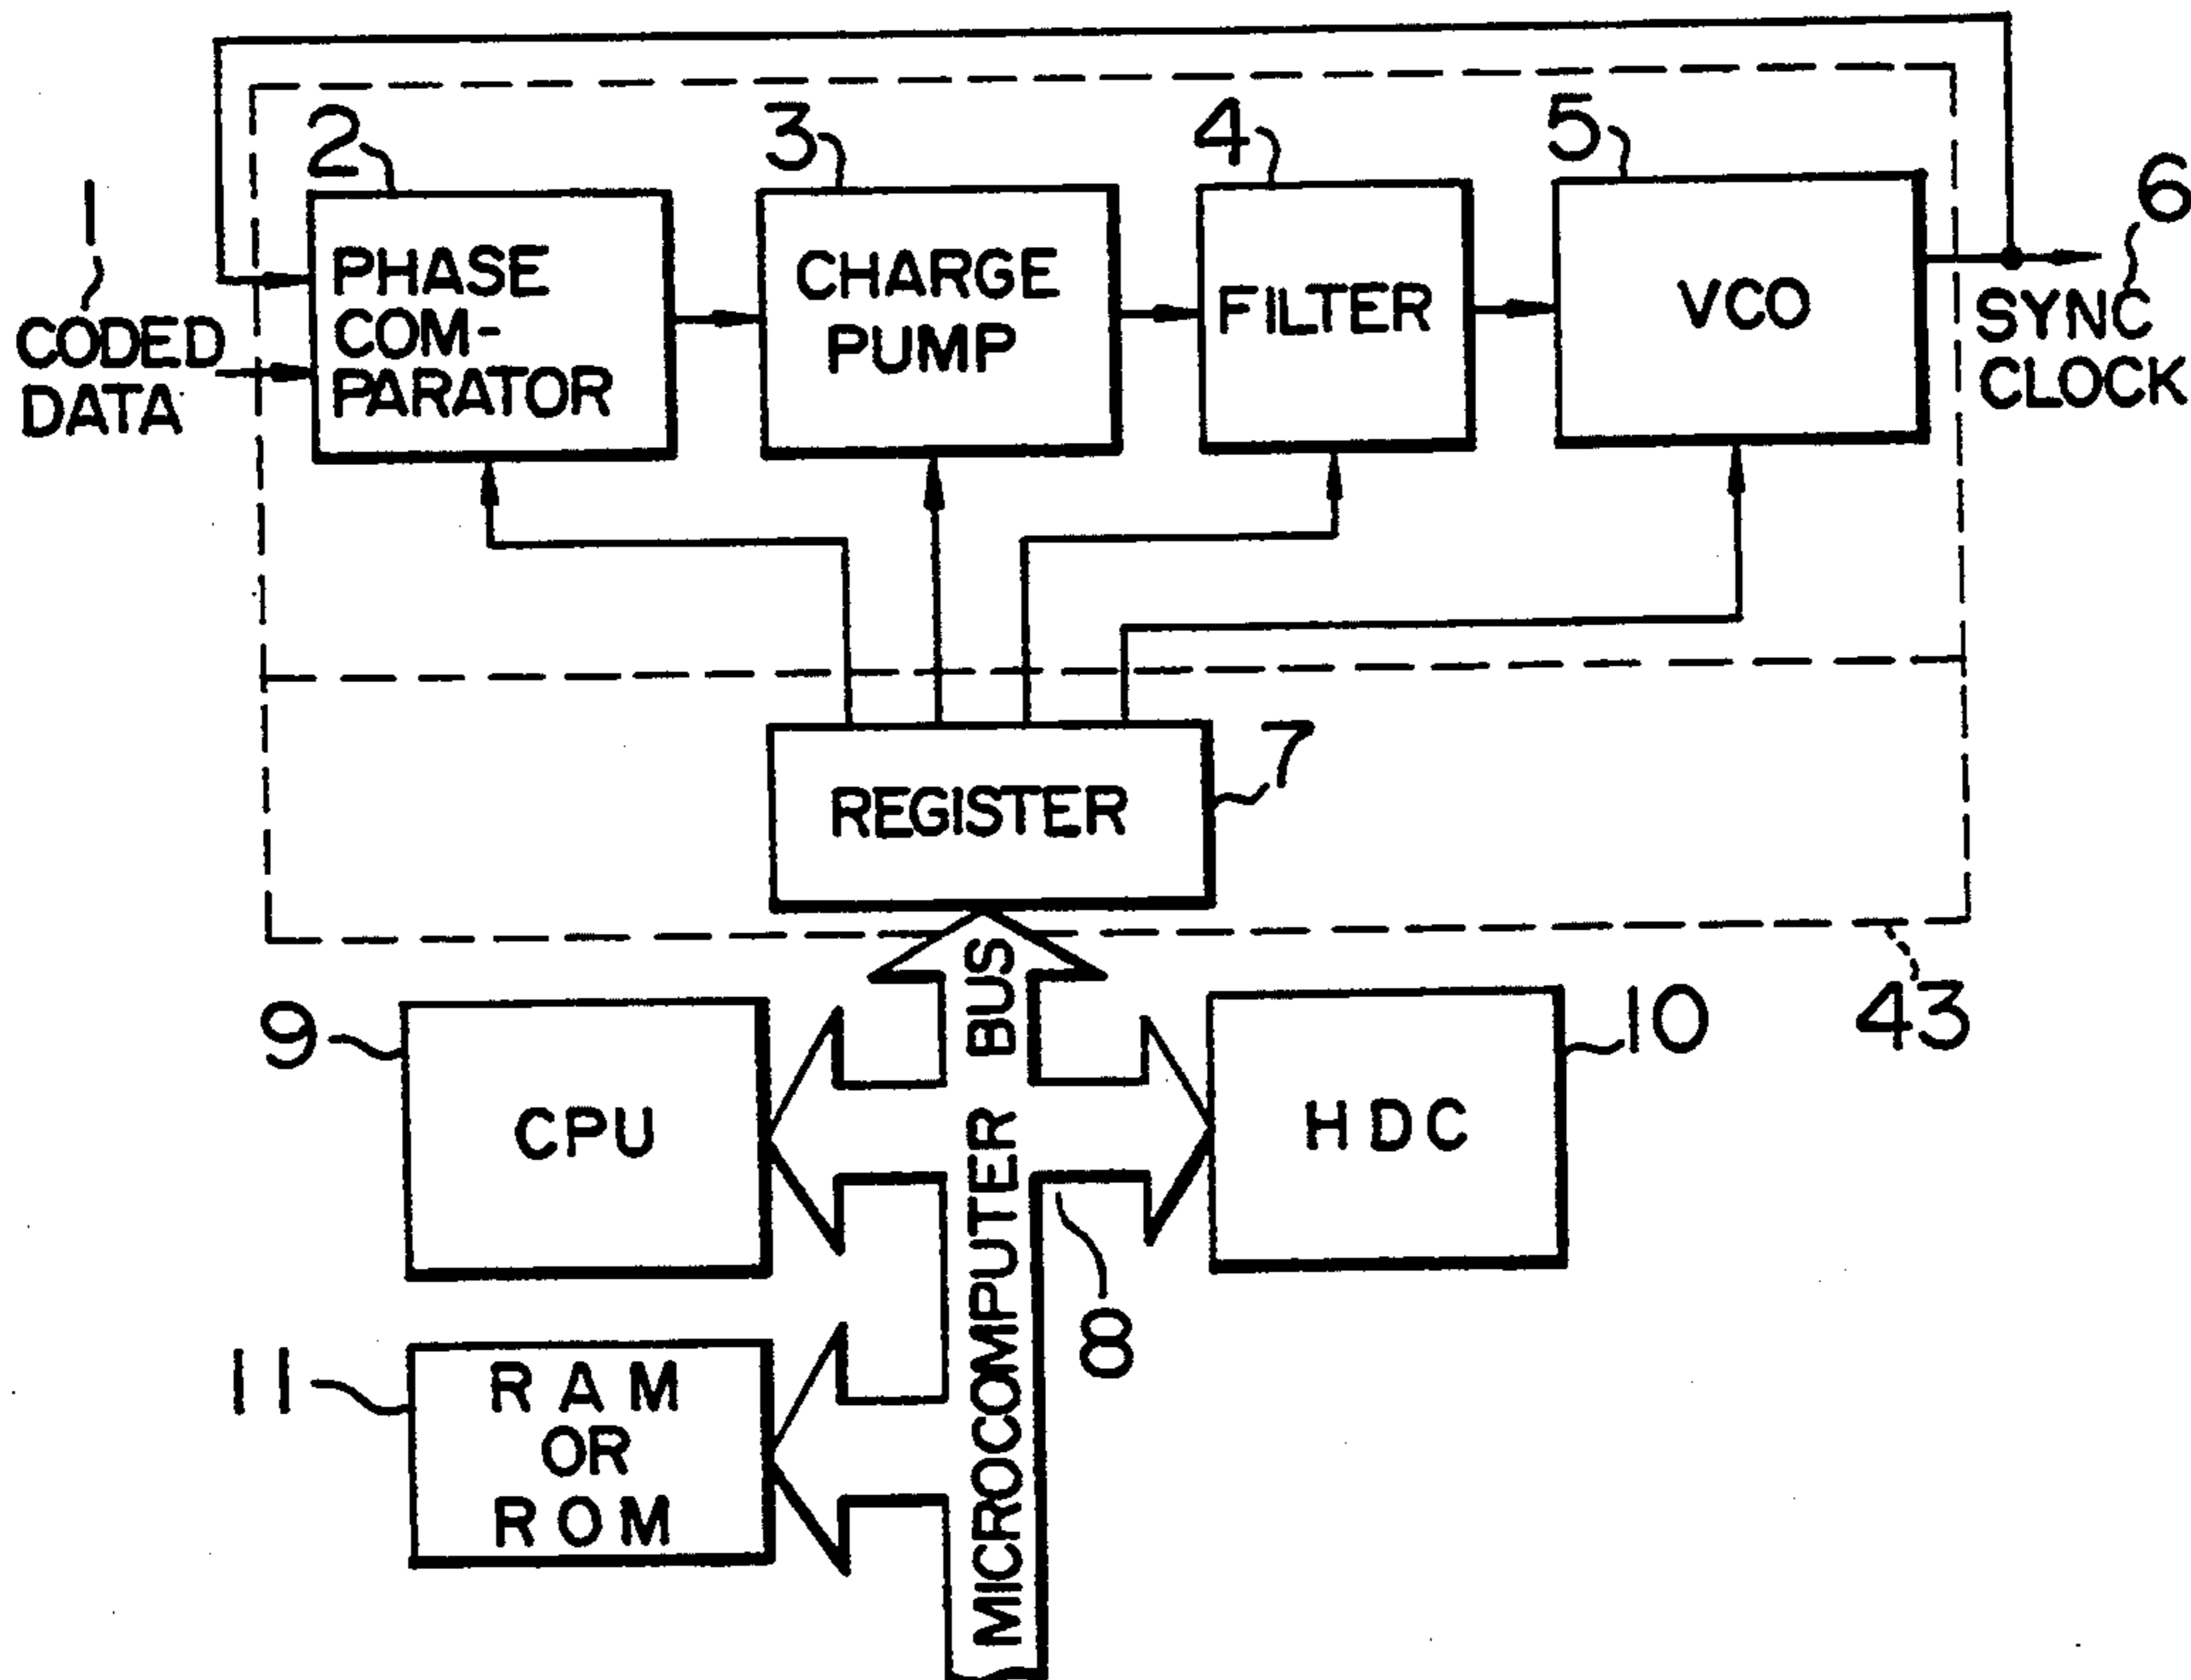 2
3
4
5
1
6
PHASE
COM-
PARATOR
CHARGE
PUMP
FILTER
VCO
CODED
DATA
SYNC
CLOCK
7
REGISTER
43
9
CPU
MICROCOMPUTER BUS
10
HDC
8
11
RAM
OR
ROM